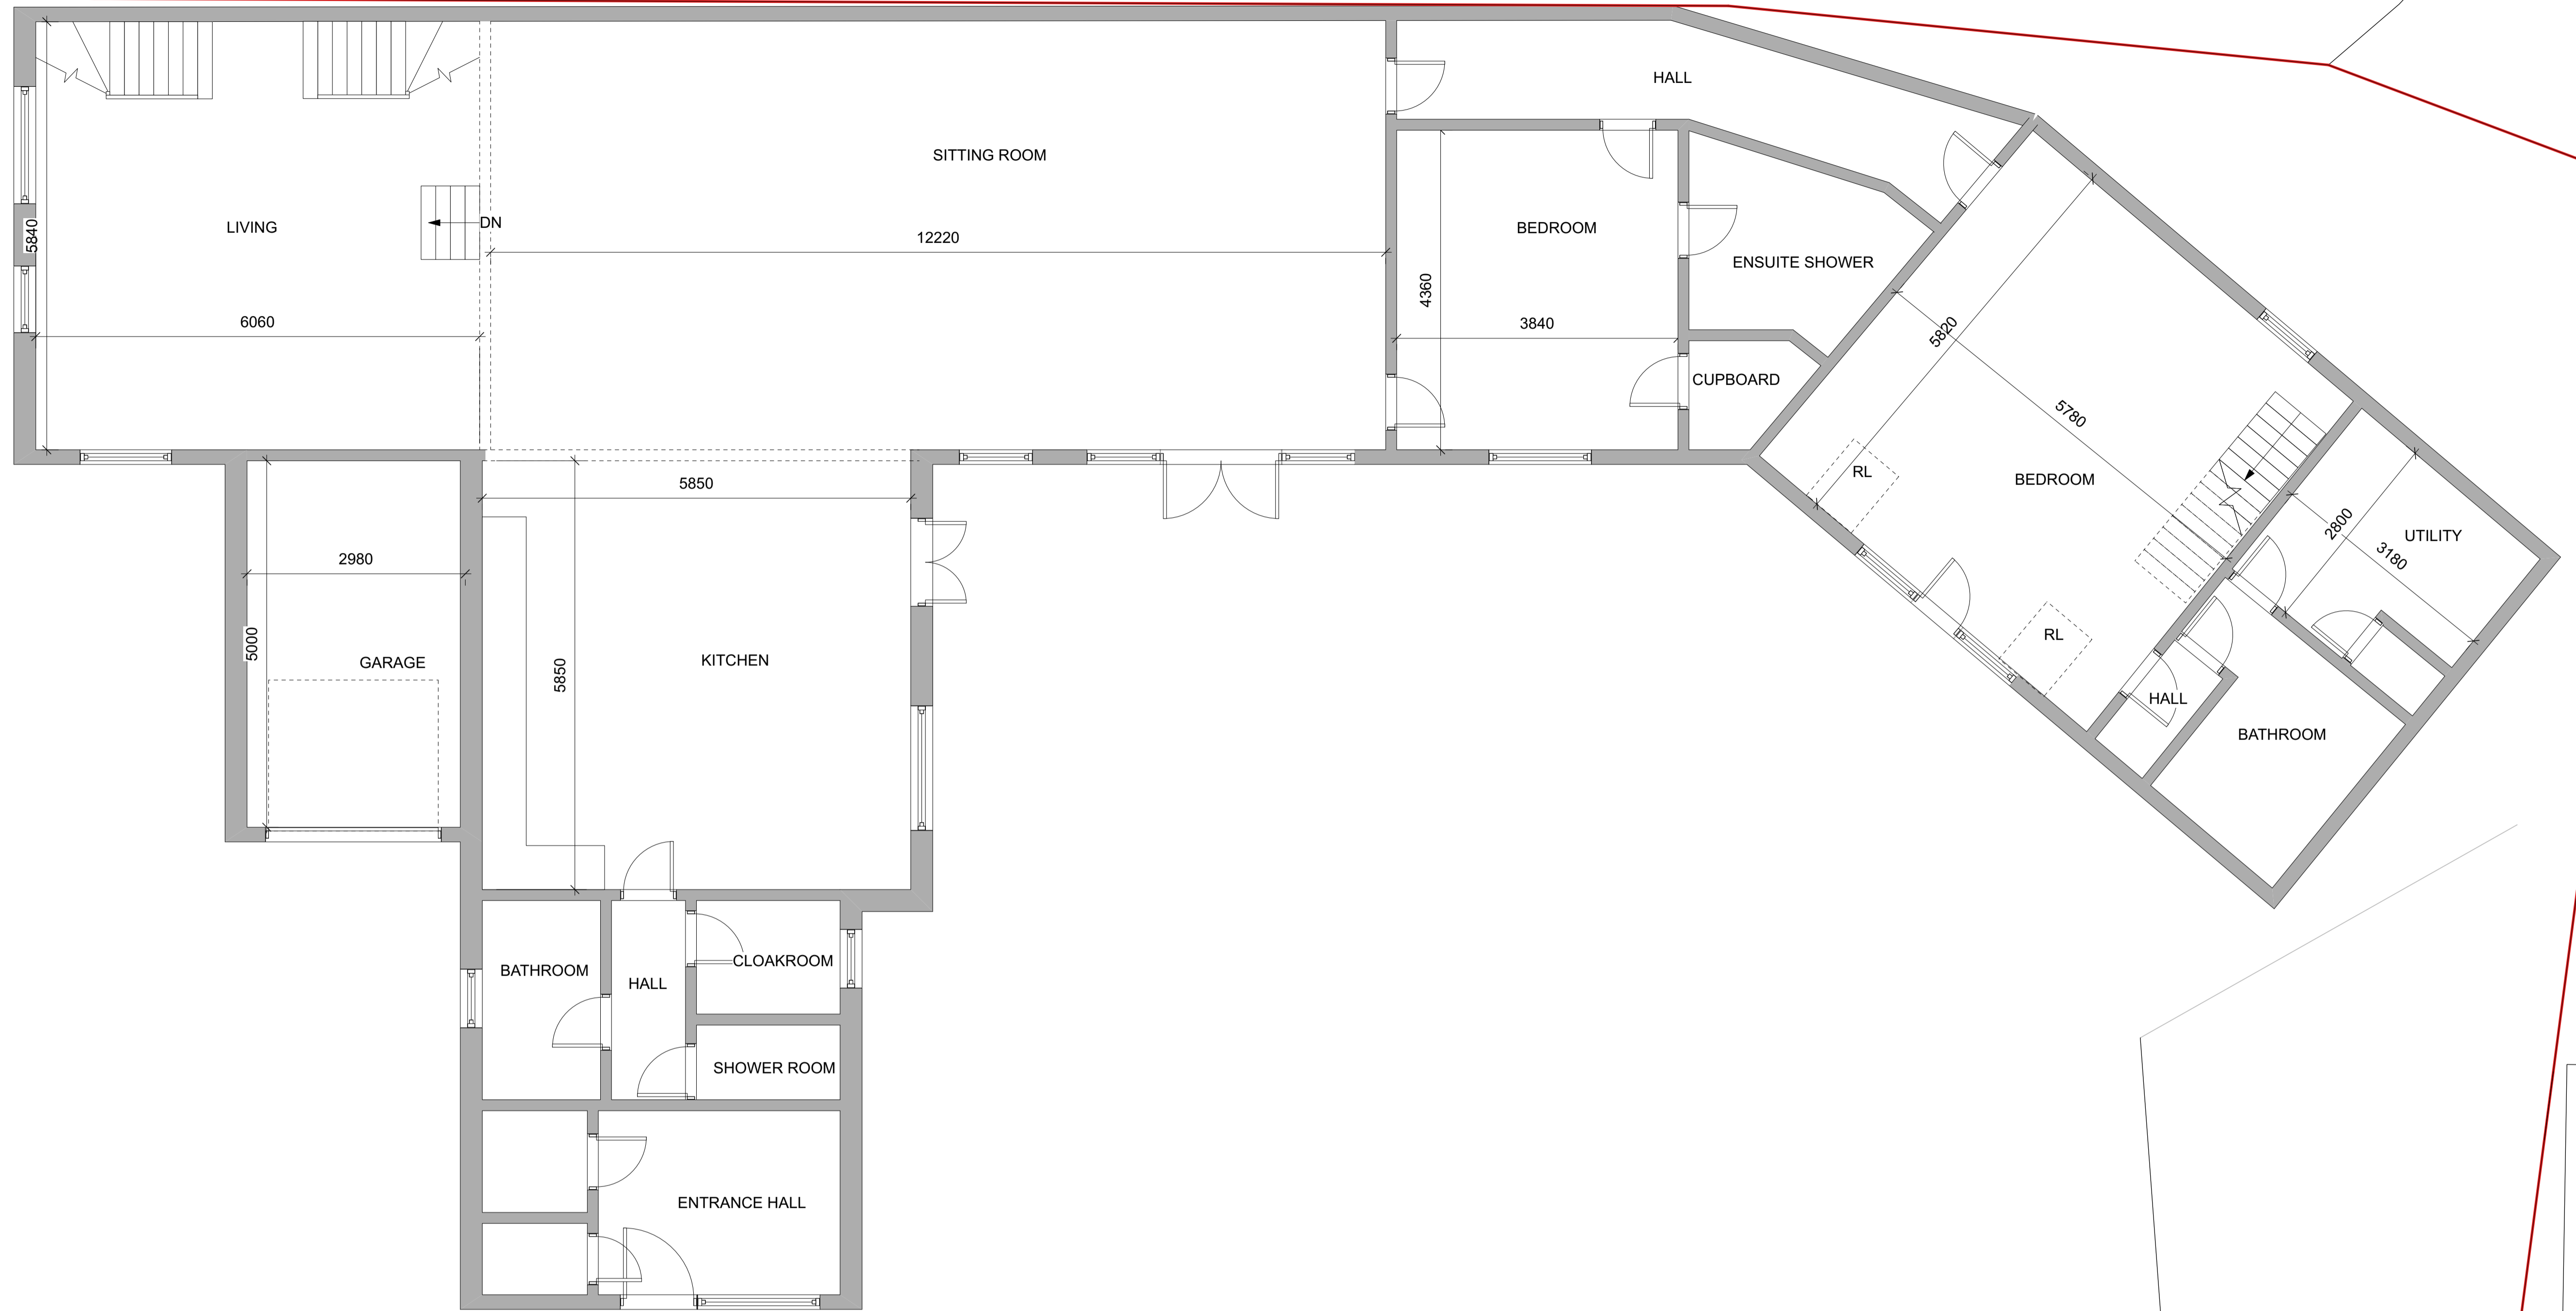 HALL
SITTING ROOM
LIVING
DN
5840
12220
6060
BEDROOM
ENSUITE SHOWER
4360
3840
CUPBOARD
5820
5780
RL
BEDROOM
UTILITY
2800
3180
RL
HALL
BATHROOM
5850
2980
5000
GARAGE
5850
KITCHEN
BATHROOM
HALL
CLOAKROOM
SHOWER ROOM
ENTRANCE HALL